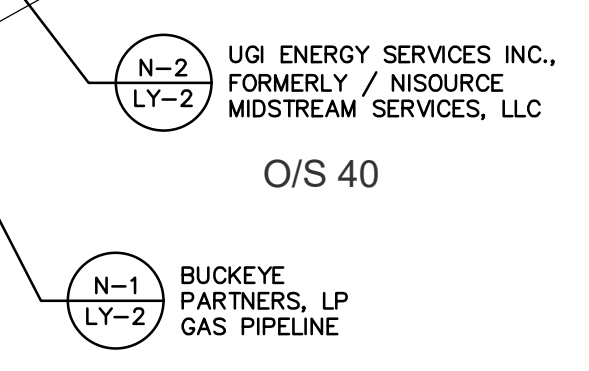 N-2
LY-2
UGI ENERGY SERVICES INC.,
FORMERLY / NISOURCE
MIDSTREAM SERVICES, LLC
O/S 40
N-1
LY-2
BUCKEYE
PARTNERS, LP
GAS PIPELINE